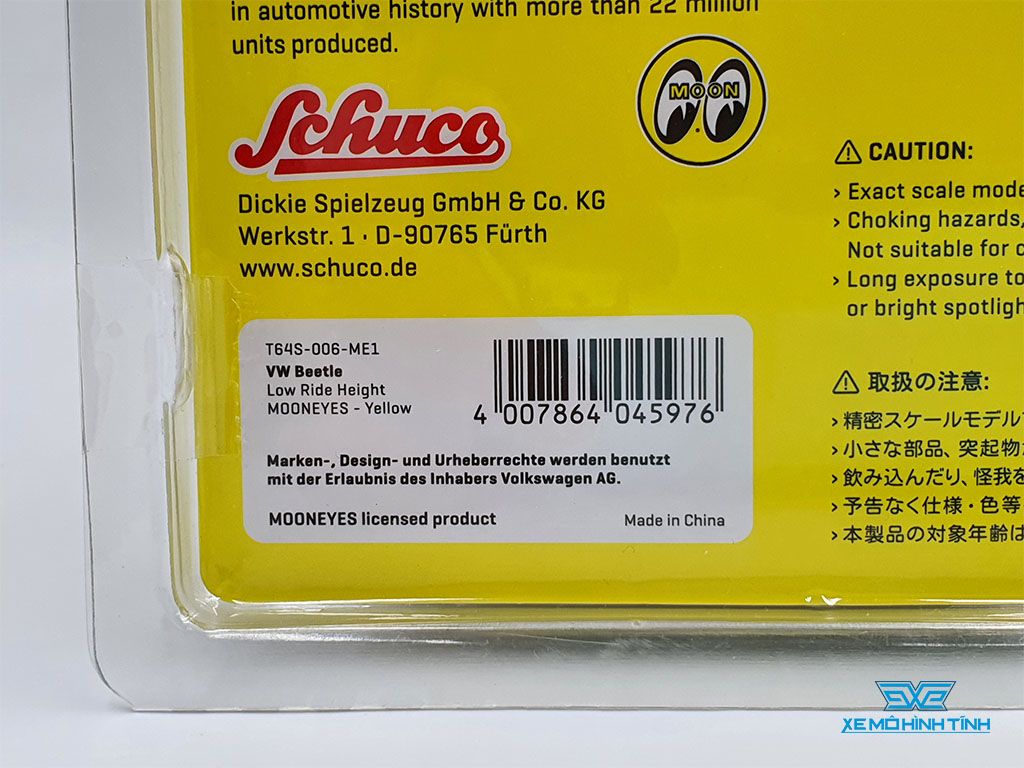 in automotive history with more than 22 million
units produced.
Schuco
MOON
Dickie Spielzeug GmbH & Co. KG
Werkstr. 1 · D-90765 Fürth
www.schuco.de
T64S-006-ME1
VW Beetle
Low Ride Height
MOONEYES - Yellow
4 007864 045976
Marken-, Design- und Urheberrechte werden benutzt
mit der Erlaubnis des Inhabers Volkswagen AG.
MOONEYES licensed product
Made in China
CAUTION:
› Exact scale mode
› Choking hazards,
Not suitable for c
› Long exposure to
or bright spotligh
取扱の注意:
› 精密スケールモデル
› 小さな部品、突起物
› 飲み込んだり、怪我を
› 予告なく仕様・色等
› 本製品の対象年齢は
XE MÔ HÌNH TĨNH